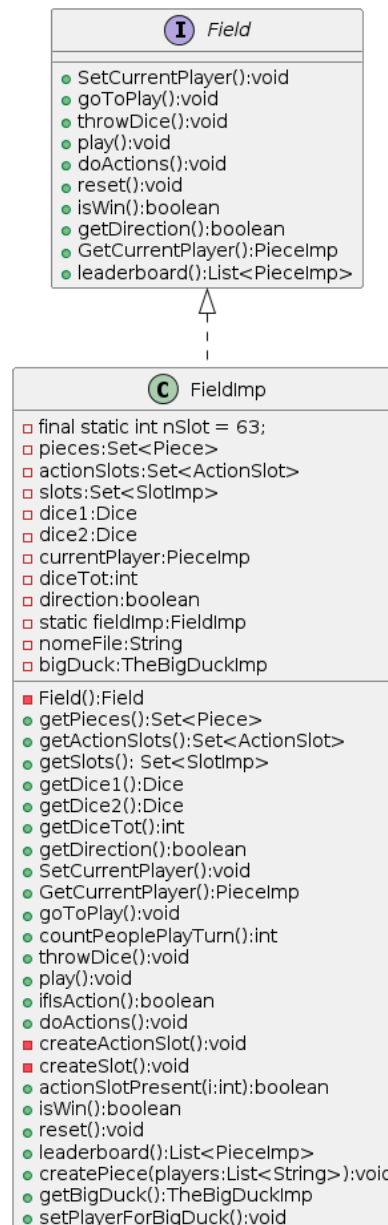 I Field
SetCurrentPlayer():void
goToPlay():void
throwDice():void
play():void
doActions():void
reset():void
isWin():boolean
getDirection():boolean
GetCurrentPlayer():PieceImp
leaderboard():List<PieceImp>
C FieldImp
final static int nSlot = 63;
pieces:Set<Piece>
actionSlots:Set<ActionSlot>
slots:Set<SlotImp>
dice1:Dice
dice2:Dice
currentPlayer:PieceImp
diceTot:int
direction:boolean
static fieldImp:FieldImp
nomeFile:String
bigDuck:TheBigDuckImp
Field():Field
getPieces():Set<Piece>
getActionSlots():Set<ActionSlot>
getSlots(): Set<SlotImp>
getDice1():Dice
getDice2():Dice
getDiceTot():int
getDirection():boolean
SetCurrentPlayer():void
GetCurrentPlayer():PieceImp
goToPlay():void
countPeoplePlayTurn():int
throwDice():void
play():void
ifIsAction():boolean
doActions():void
createActionSlot():void
createSlot():void
actionSlotPresent(i:int):boolean
isWin():boolean
reset():void
leaderboard():List<PieceImp>
createPiece(players:List<String>):void
getBigDuck():TheBigDuckImp
setPlayerForBigDuck():void